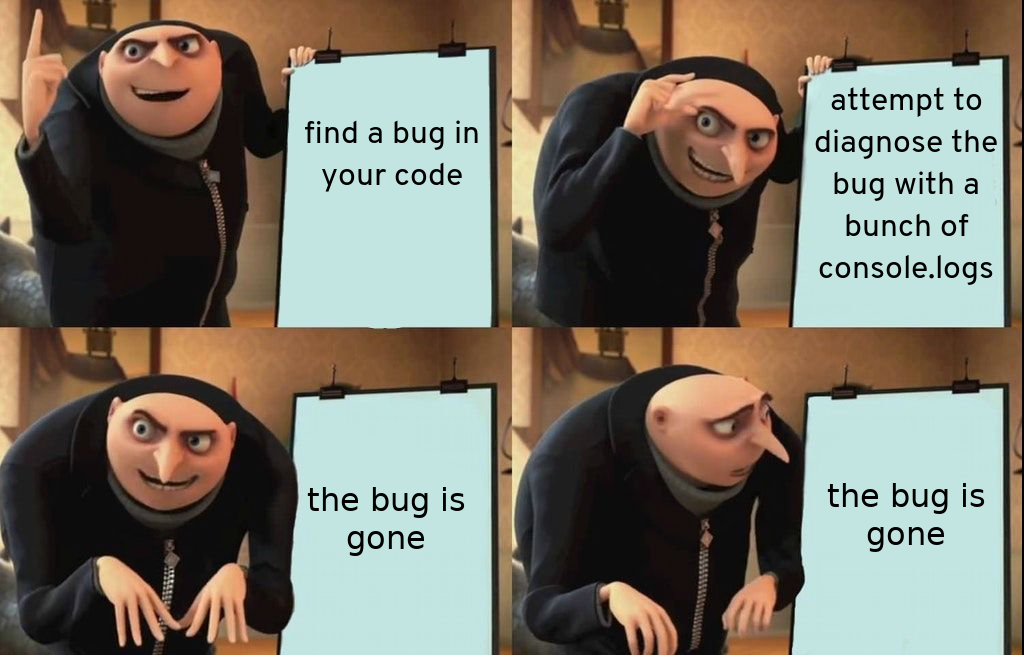 find a bug in
your code
attempt to
diagnose the
bug with a
bunch of
console.logs
the bug is
gone
the bug is
gone